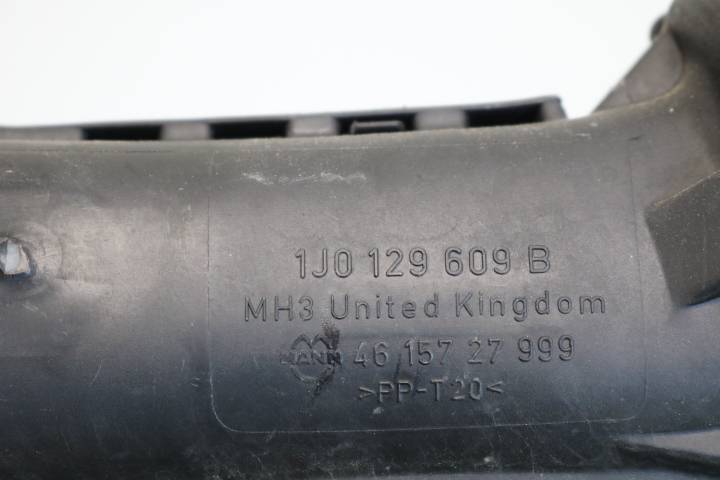 1J0 129 609 B
MH3 United Kingdom
MANN 46 157 27 999
>PP-T20<